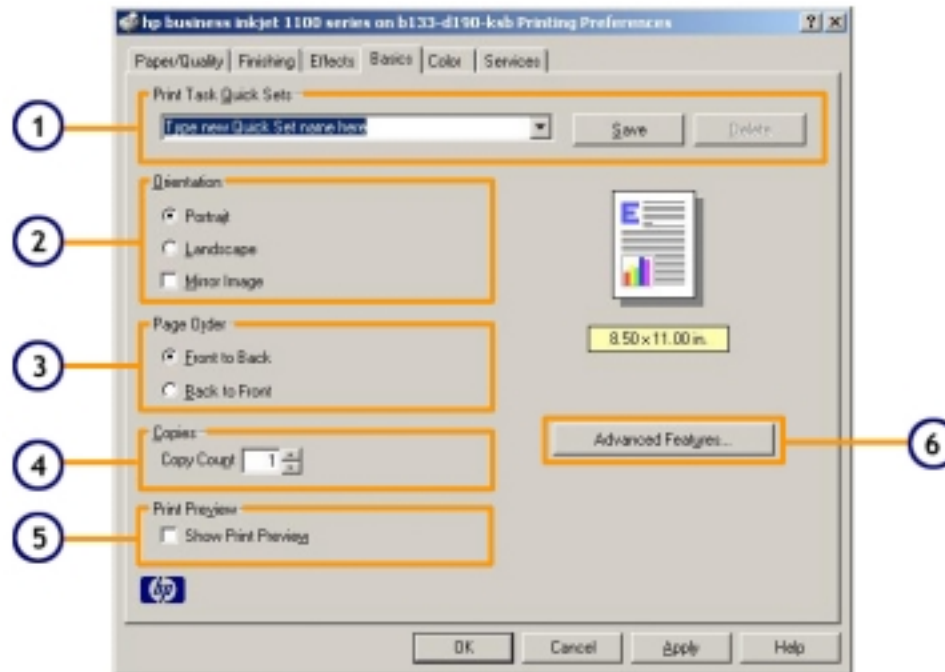 hp business inkjet 1100 series on b133-d190-ksb Printing Preferences
Paper/Quality Finishing Effects Basics Color Services
Print Task Quick Sets
1
Type new Quick Set name here Save Delete
Orientation
Portrait
2
Landscape
Mirror Image
E
8.50 x 11.00 in.
Page Order
Front to Back
3
Back to Front
Copies
Copy Count 1
4
Advanced Features...
6
Print Preview
Show Print Preview
5
hp
OK Cancel Apply Help